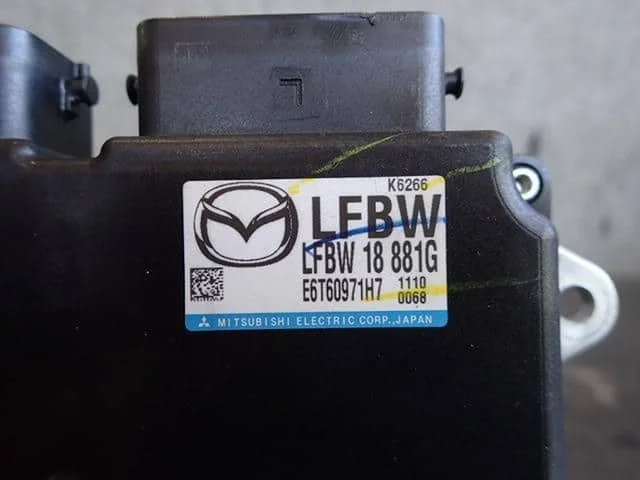 L
K6266
LFBW
LFBW 18 881G
E6T60971H7 1110
0068
MITSUBISHI ELECTRIC CORP., JAPAN